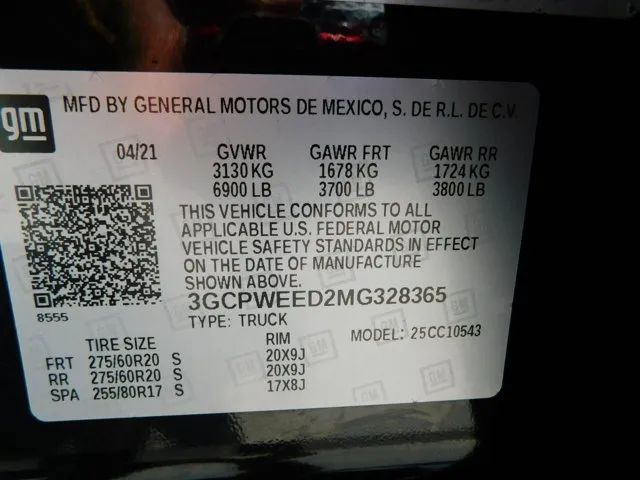 gm
MFD BY GENERAL MOTORS DE MEXICO, S. DE R.L. DE C.V.
04/21 GVWR GAWR FRT GAWR RR
3130 KG 1678 KG 1724 KG
6900 LB 3700 LB 3800 LB
THIS VEHICLE CONFORMS TO ALL
APPLICABLE U.S. FEDERAL MOTOR
VEHICLE SAFETY STANDARDS IN EFFECT
ON THE DATE OF MANUFACTURE
SHOWN ABOVE.
8555
3GCPWEED2MG328365
TYPE: TRUCK MODEL: 25CC10543
TIRE SIZE RIM
FRT 275/60R20 S 20X9J
RR 275/60R20 S 20X9J
SPA 255/80R17 S 17X8J